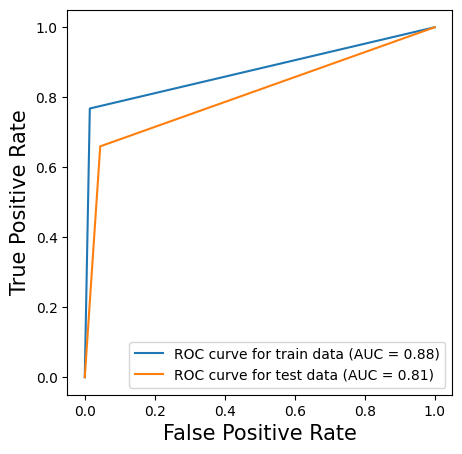 1.0
0.8
0.6
0.4
0.2
0.0
True Positive Rate
ROC curve for train data (AUC = 0.88)
ROC curve for test data (AUC = 0.81)
0.0 0.2 0.4 0.6 0.8 1.0
False Positive Rate